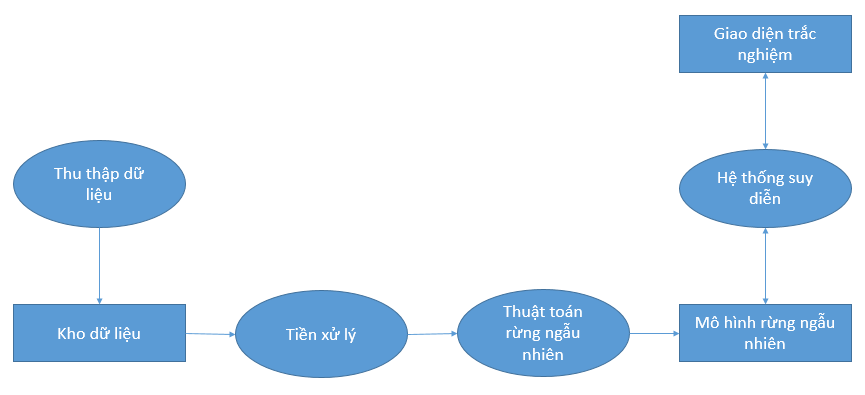 Giao diện trắc
nghiệm
Thu thập dữ
liệu
Hệ thống suy
diễn
Kho dữ liệu
Tiền xử lý
Thuật toán
rừng ngẫu
nhiên
Mô hình rừng ngẫu
nhiên